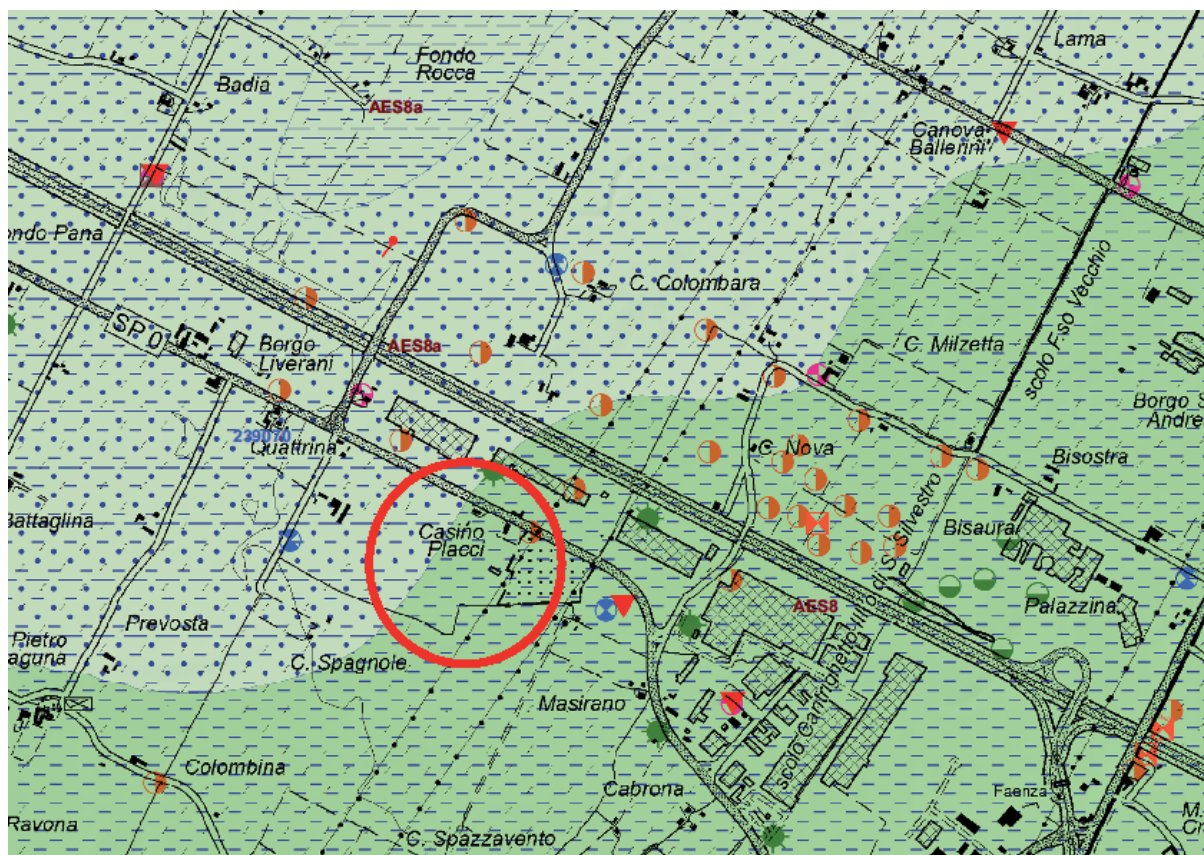 Lama
Fondo
Rocca
Badia
AES8a
Canova
Ballerini
ondo Pana
C. Colombara
scolo F.so Vecchio
SP 01
Borgo
Liverani
AES8a
C. Milzetta
Borgo S
Andre
239070
Quattrina
C. Nova
Bisostra
Battaglina
Casino
Placci
Bisaura
AES8
Palazzina
Prevosta
Pietro
aguna
C. Spagnole
Masirano
Colombina
Cabrona
Faenza
Ravona
C. Spazzavento
M.